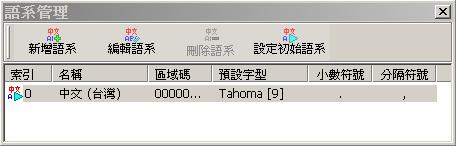 語系管理
新增語系 編輯語系 刪除語系 設定初始語系
索引 名稱 區域碼 預設字型 小數符號 分隔符號
0 中文 (台灣) 00000... Tahoma [9] . ,